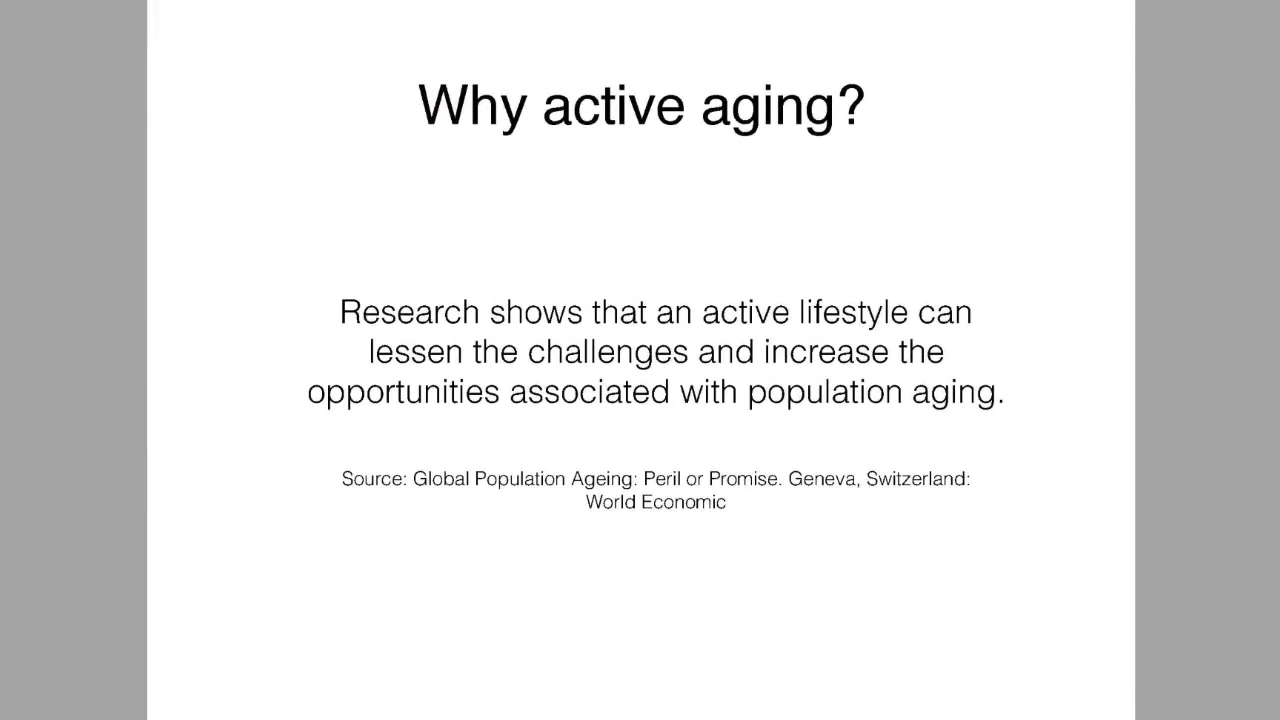 Why active aging?
Research shows that an active lifestyle can
lessen the challenges and increase the
opportunities associated with population aging.
Source: Global Population Ageing: Peril or Promise. Geneva, Switzerland:
World Economic